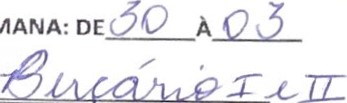 MANA: DE 30 À 03
Berçário I e II